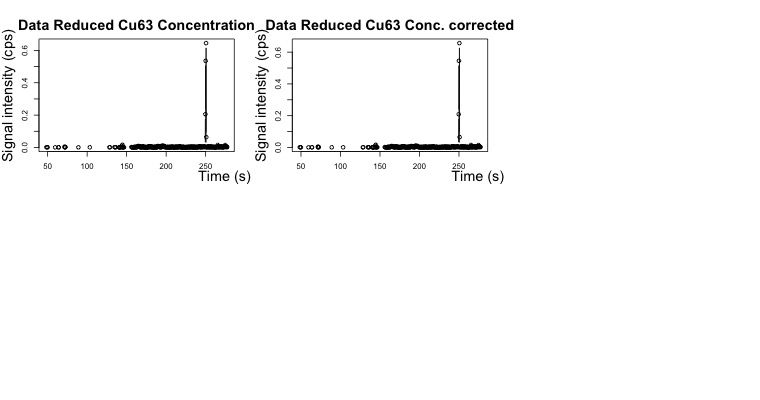 Data Reduced Cu63 Concentration
Signal intensity (cps)
0.0 0.2 0.4 0.6
50 100 150 200 250
Time (s)
Data Reduced Cu63 Conc. corrected
Signal intensity (cps)
0.0 0.2 0.4 0.6
50 100 150 200 250
Time (s)